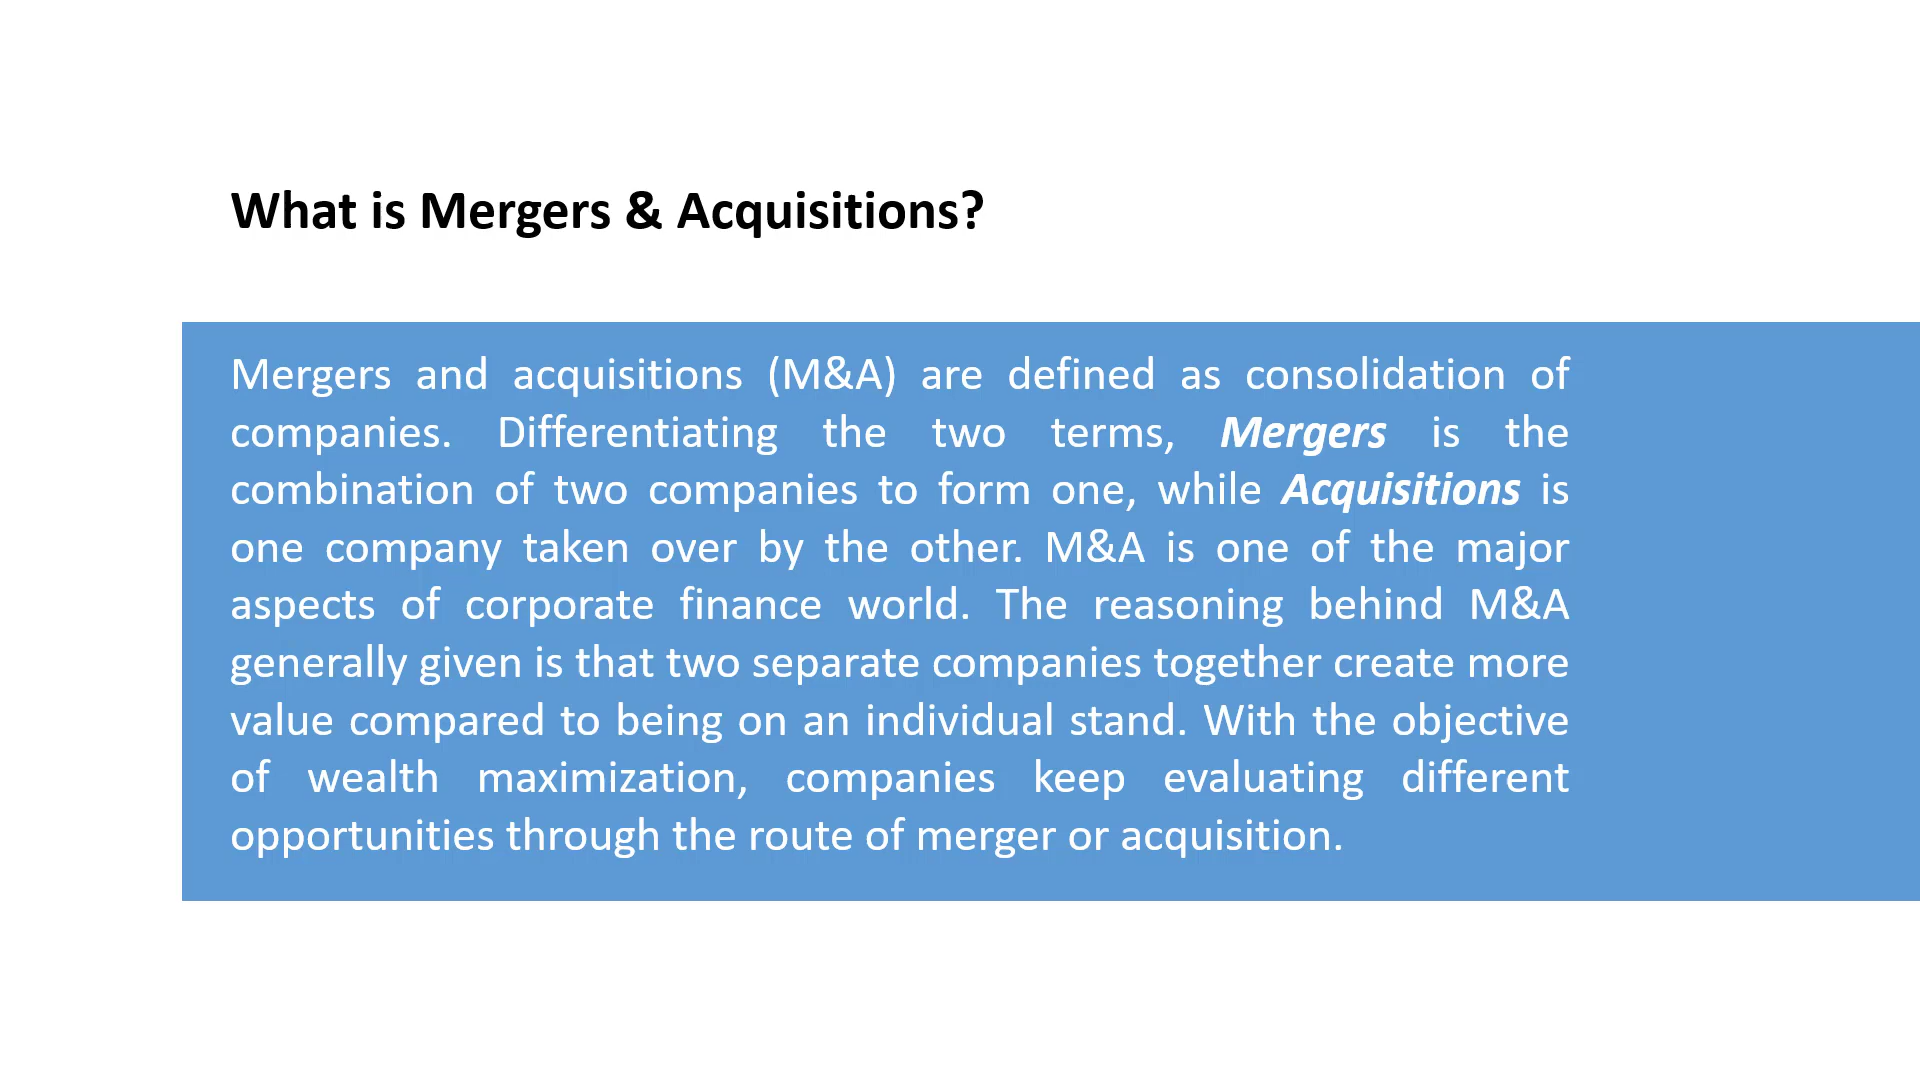 What is Mergers & Acquisitions?
Mergers and acquisitions (M&A) are defined as consolidation of
companies. Differentiating the two terms, Mergers is the
combination of two companies to form one, while Acquisitions is
one company taken over by the other. M&A is one of the major
aspects of corporate finance world. The reasoning behind M&A
generally given is that two separate companies together create more
value compared to being on an individual stand. With the objective
of wealth maximization, companies keep evaluating different
opportunities through the route of merger or acquisition.